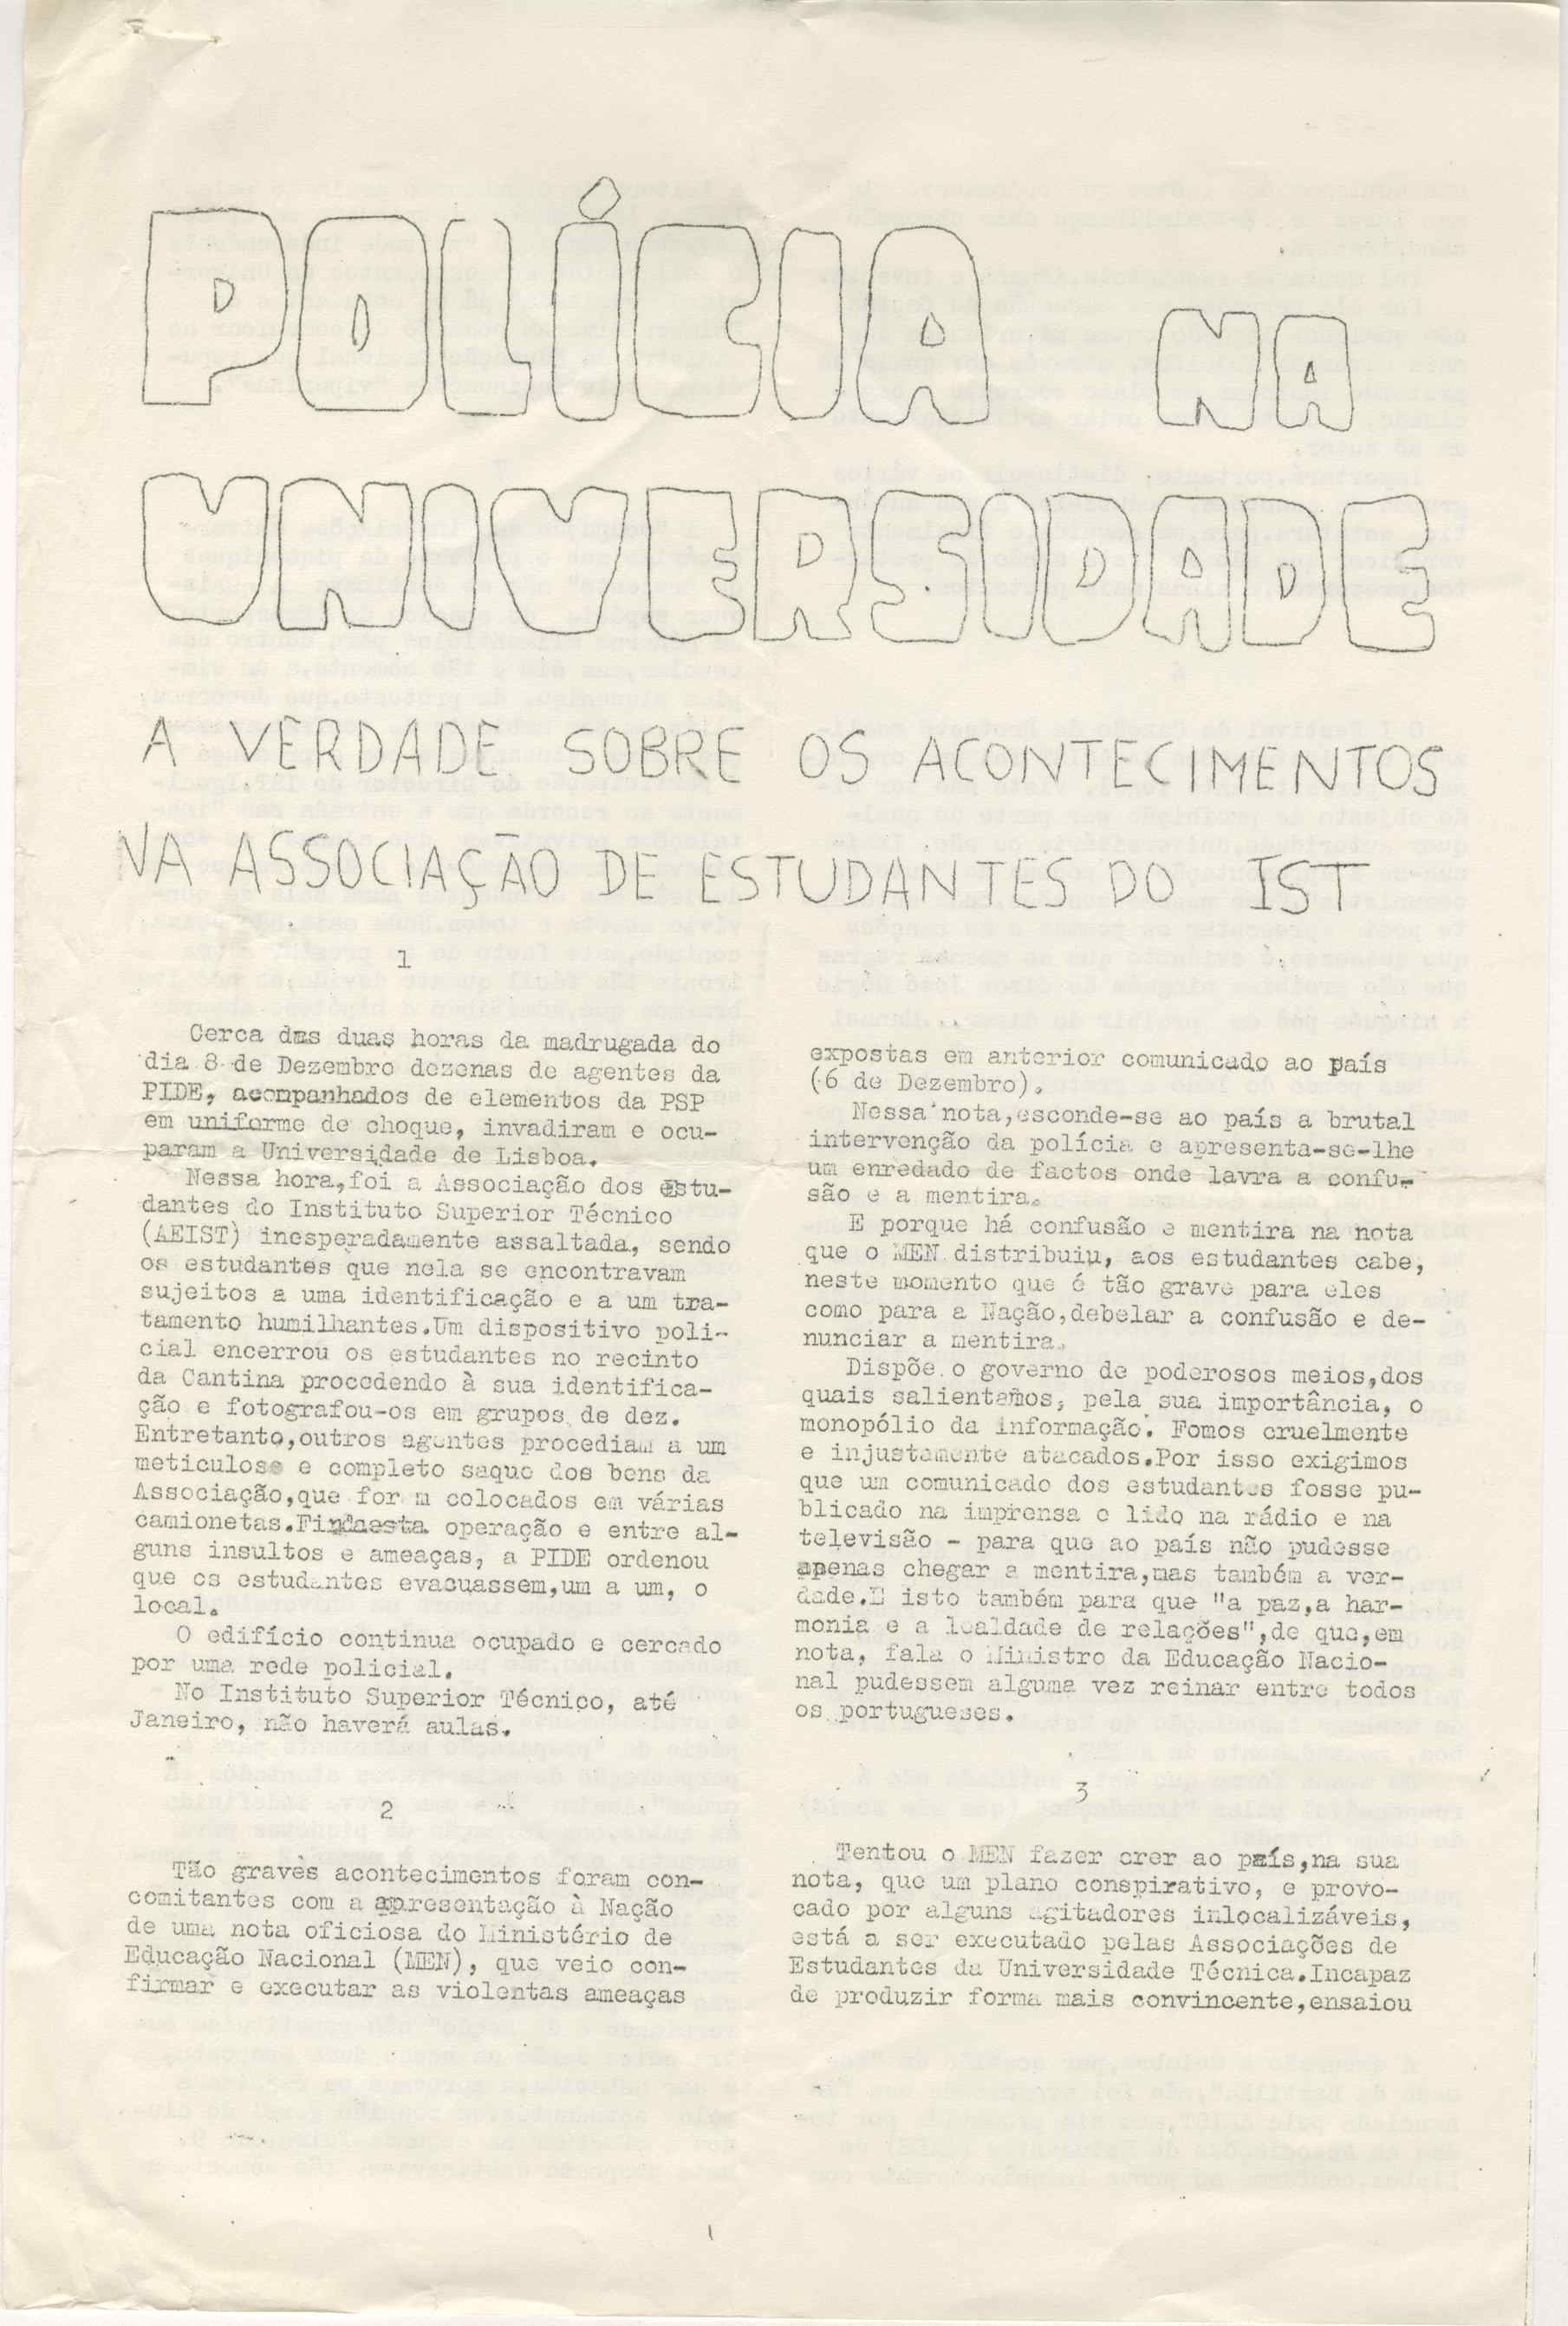 POLÍCIA NA
UNIVERSIDADE
A VERDADE SOBRE OS ACONTECIMENTOS
NA ASSOCIAÇÃO DE ESTUDANTES DO IST
1
Cerca das duas horas da madrugada do
dia 8 de Dezembro dezenas de agentes da
PIDE, acompanhados de elementos da PSP
em uniforme de choque, invadiram e ocu-
param a Universidade de Lisboa.
Nessa hora,foi a Associação dos estu-
dantes do Instituto Superior Técnico
(AEIST) inesperadamente assaltada, sendo
os estudantes que nela se encontravam
sujeitos a uma identificação e a um tra-
tamento humilhantes.Um dispositivo poli-
cial encerrou os estudantes no recinto
da Cantina procedendo à sua identifica-
ção e fotografou-os em grupos de dez.
Entretanto,outros agentes procediam a um
meticuloso e completo saque dos bens da
Associação,que foram colocados em várias
camionetas.Finda esta operação e entre al-
guns insultos e ameaças, a PIDE ordenou
que os estudantes evacuassem,um a um, o
local.
O edifício continua ocupado e cercado
por uma rede policial.
No Instituto Superior Técnico, até
Janeiro, não haverá aulas.
2
Tão graves acontecimentos foram con-
comitantes com a apresentação à Nação
de uma nota oficiosa do Ministério de
Educação Nacional (MEN), que veio con-
firmar e executar as violentas ameaças
expostas em anterior comunicado ao país
(6 de Dezembro).
Nessa nota,esconde-se ao país a brutal
intervenção da polícia e apresenta-se-lhe
um enredado de factos onde lavra a confu-
são e a mentira.
E porque há confusão e mentira na nota
que o MEN distribuiu, aos estudantes cabe,
neste momento que é tão grave para eles
como para a Nação,debelar a confusão e de-
nunciar a mentira.
Dispõe o governo de poderosos meios,dos
quais salientamos, pela sua importância, o
monopólio da informação. Fomos cruelmente
e injustamente atacados.Por isso exigimos
que um comunicado dos estudantes fosse pu-
blicado na imprensa e lido na rádio e na
televisão - para que ao país não pudesse
apenas chegar a mentira,mas também a ver-
dade.E isto também para que "a paz,a har-
monia e a lealdade de relações",de que,em
nota, fala o Ministro da Educação Nacio-
nal pudessem alguma vez reinar entre todos
os portugueses.
3
Tentou o MEN fazer crer ao país,na sua
nota, que um plano conspirativo, e provo-
cado por alguns agitadores inlocalizáveis,
está a ser executado pelas Associações de
Estudantes da Universidade Técnica.Incapaz
de produzir forma mais convincente,ensaiou